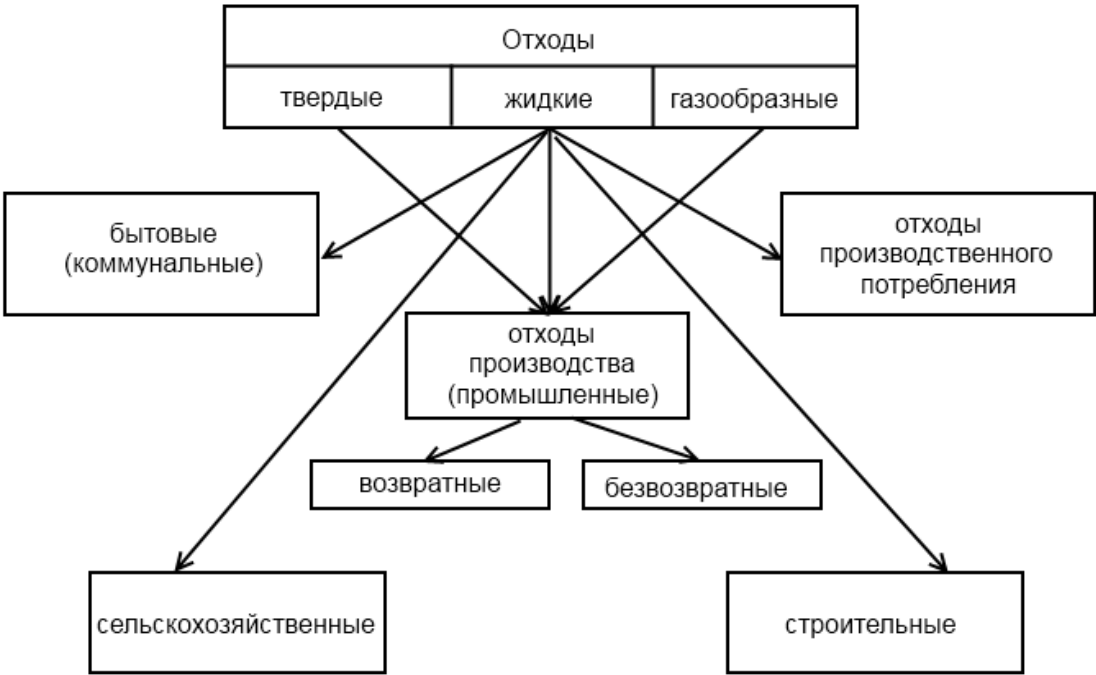 Отходы
твердые
жидкие
газообразные
бытовые
(коммунальные)
отходы
производственного
потребления
отходы
производства
(промышленные)
возвратные
безвозвратные
сельскохозяйственные
строительные